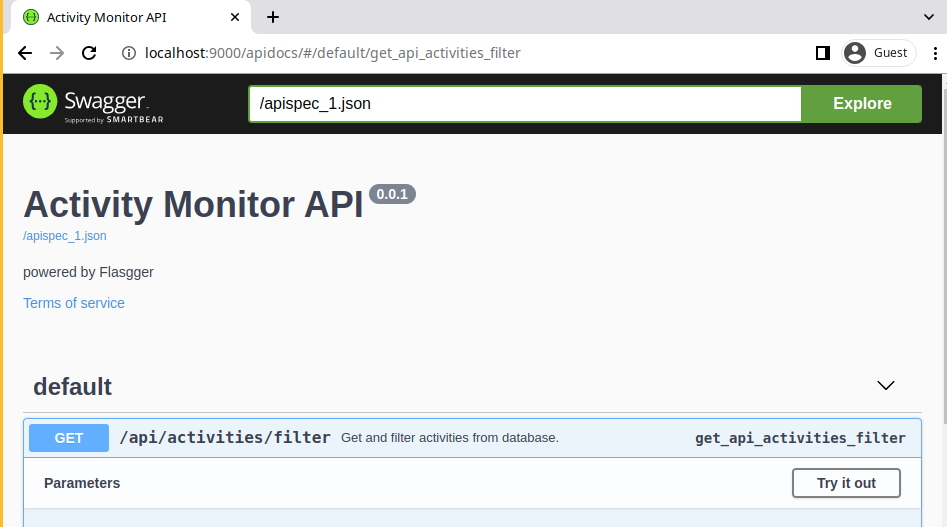 Activity Monitor API
localhost:9000/apidocs/#/default/get_api_activities_filter
Guest
{··} Swagger™
Supported by SMARTBEAR
/apispec_1.json
Explore
Activity Monitor API 0.0.1
/apispec_1.json
powered by Flasgger
Terms of service
default
GET /api/activities/filter Get and filter activities from database. get_api_activities_filter
Parameters Try it out